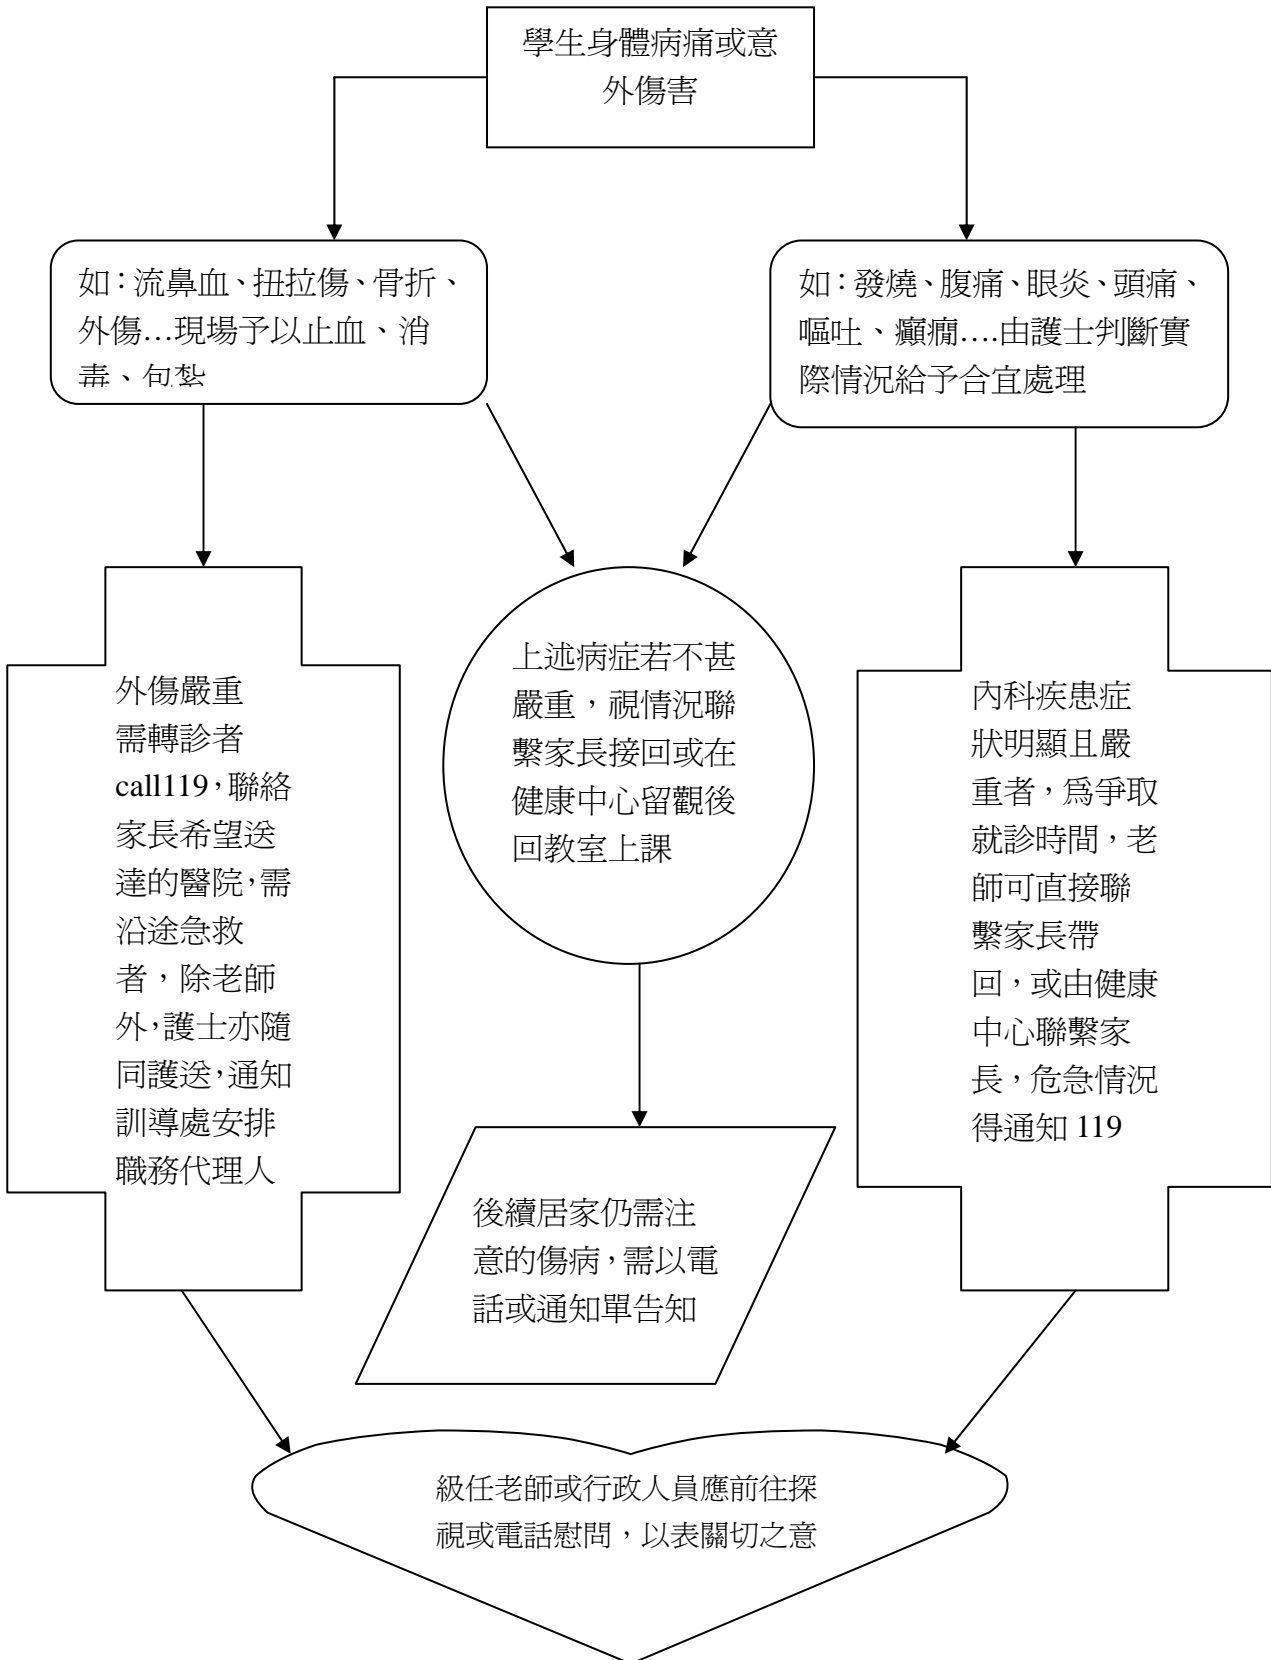 學生身體病痛或意
外傷害
如：流鼻血、扭拉傷、骨折、
外傷…現場予以止血、消
毒、包紮
如：發燒、腹痛、眼炎、頭痛、
嘔吐、癲癇….由護士判斷實
際情況給予合宜處理
外傷嚴重
需轉診者
call119，聯絡
家長希望送
達的醫院，需
沿途急救
者，除老師
外，護士亦隨
同護送，通知
訓導處安排
職務代理人
上述病症若不甚
嚴重，視情況聯
繫家長接回或在
健康中心留觀後
回教室上課
內科疾患症
狀明顯且嚴
重者，為爭取
就診時間，老
師可直接聯
繫家長帶
回，或由健康
中心聯繫家
長，危急情況
得通知 119
後續居家仍需注
意的傷病，需以電
話或通知單告知
級任老師或行政人員應前往探
視或電話慰問，以表關切之意